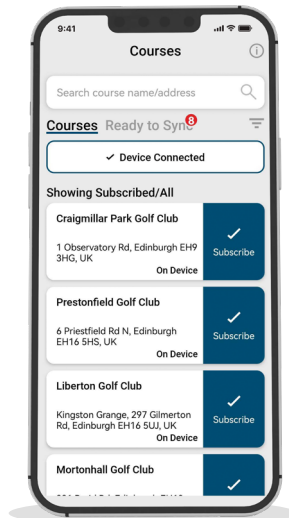 9:41
Courses
Search course name/address
Courses Ready to Sync 8
✓ Device Connected
Showing Subscribed/All
Craigmillar Park Golf Club
1 Observatory Rd, Edinburgh EH9
3HG, UK
On Device
Subscribe
Prestonfield Golf Club
6 Priestfield Rd N, Edinburgh
EH16 5HS, UK
On Device
Subscribe
Liberton Golf Club
Kingston Grange, 297 Gilmerton
Rd, Edinburgh EH16 5UJ, UK
On Device
Subscribe
Mortonhall Golf Club